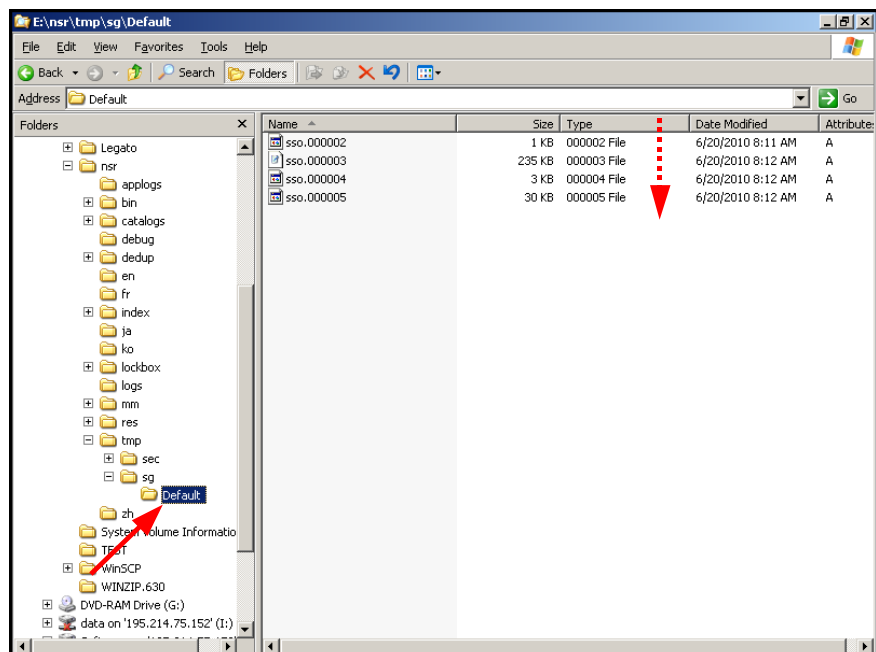 E:\nsr\tmp\sg\Default
File Edit View Favorites Tools Help
Back Search Folders
Address Default Go
Folders
Legato
nsr
applogs
bin
catalogs
debug
dedup
en
fr
index
ja
ko
lockbox
logs
mm
res
tmp
sec
sg
Default
zh
System Volume Informatio
TEST
WinSCP
WINZIP.630
DVD-RAM Drive (G:)
data on '195.214.75.152' (I:)
Name Size Type Date Modified Attribute
sso.000002 1 KB 000002 File 6/20/2010 8:11 AM A
sso.000003 235 KB 000003 File 6/20/2010 8:12 AM A
sso.000004 3 KB 000004 File 6/20/2010 8:12 AM A
sso.000005 30 KB 000005 File 6/20/2010 8:12 AM A